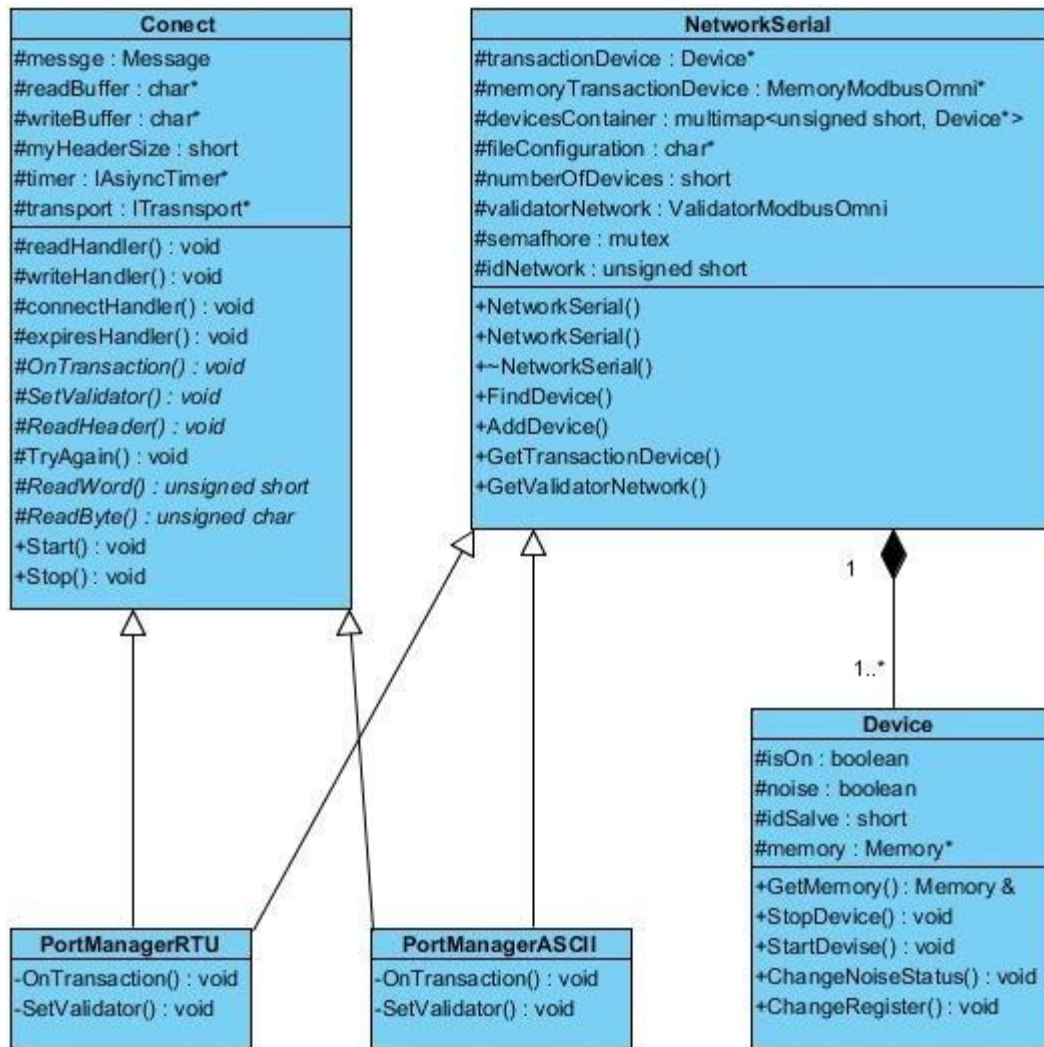 Conect
#messge : Message
#readBuffer : char*
#writeBuffer : char*
#myHeaderSize : short
#timer : IAsiyncTimer*
#transport : ITrasnsport*
#readHandler() : void
#writeHandler() : void
#connectHandler() : void
#expiresHandler() : void
#OnTransaction() : void
#SetValidator() : void
#ReadHeader() : void
#TryAgain() : void
#ReadWord() : unsigned short
#ReadByte() : unsigned char
+Start() : void
+Stop() : void
NetworkSerial
#transactionDevice : Device*
#memoryTransactionDevice : MemoryModbusOmni*
#devicesContainer : multimap<unsigned short, Device*>
#fileConfiguration : char*
#numberOfDevices : short
#validatorNetwork : ValidatorModbusOmni
#semafhore : mutex
#idNetwork : unsigned short
+NetworkSerial()
+NetworkSerial()
+~NetworkSerial()
+FindDevice()
+AddDevice()
+GetTransactionDevice()
+GetValidatorNetwork()
1
1..*
Device
#isOn : boolean
#noise : boolean
#idSalve : short
#memory : Memory*
+GetMemory() : Memory &
+StopDevice() : void
+StartDevise() : void
+ChangeNoiseStatus() : void
+ChangeRegister() : void
PortManagerRTU
-OnTransaction() : void
-SetValidator() : void
PortManagerASCII
-OnTransaction() : void
-SetValidator() : void